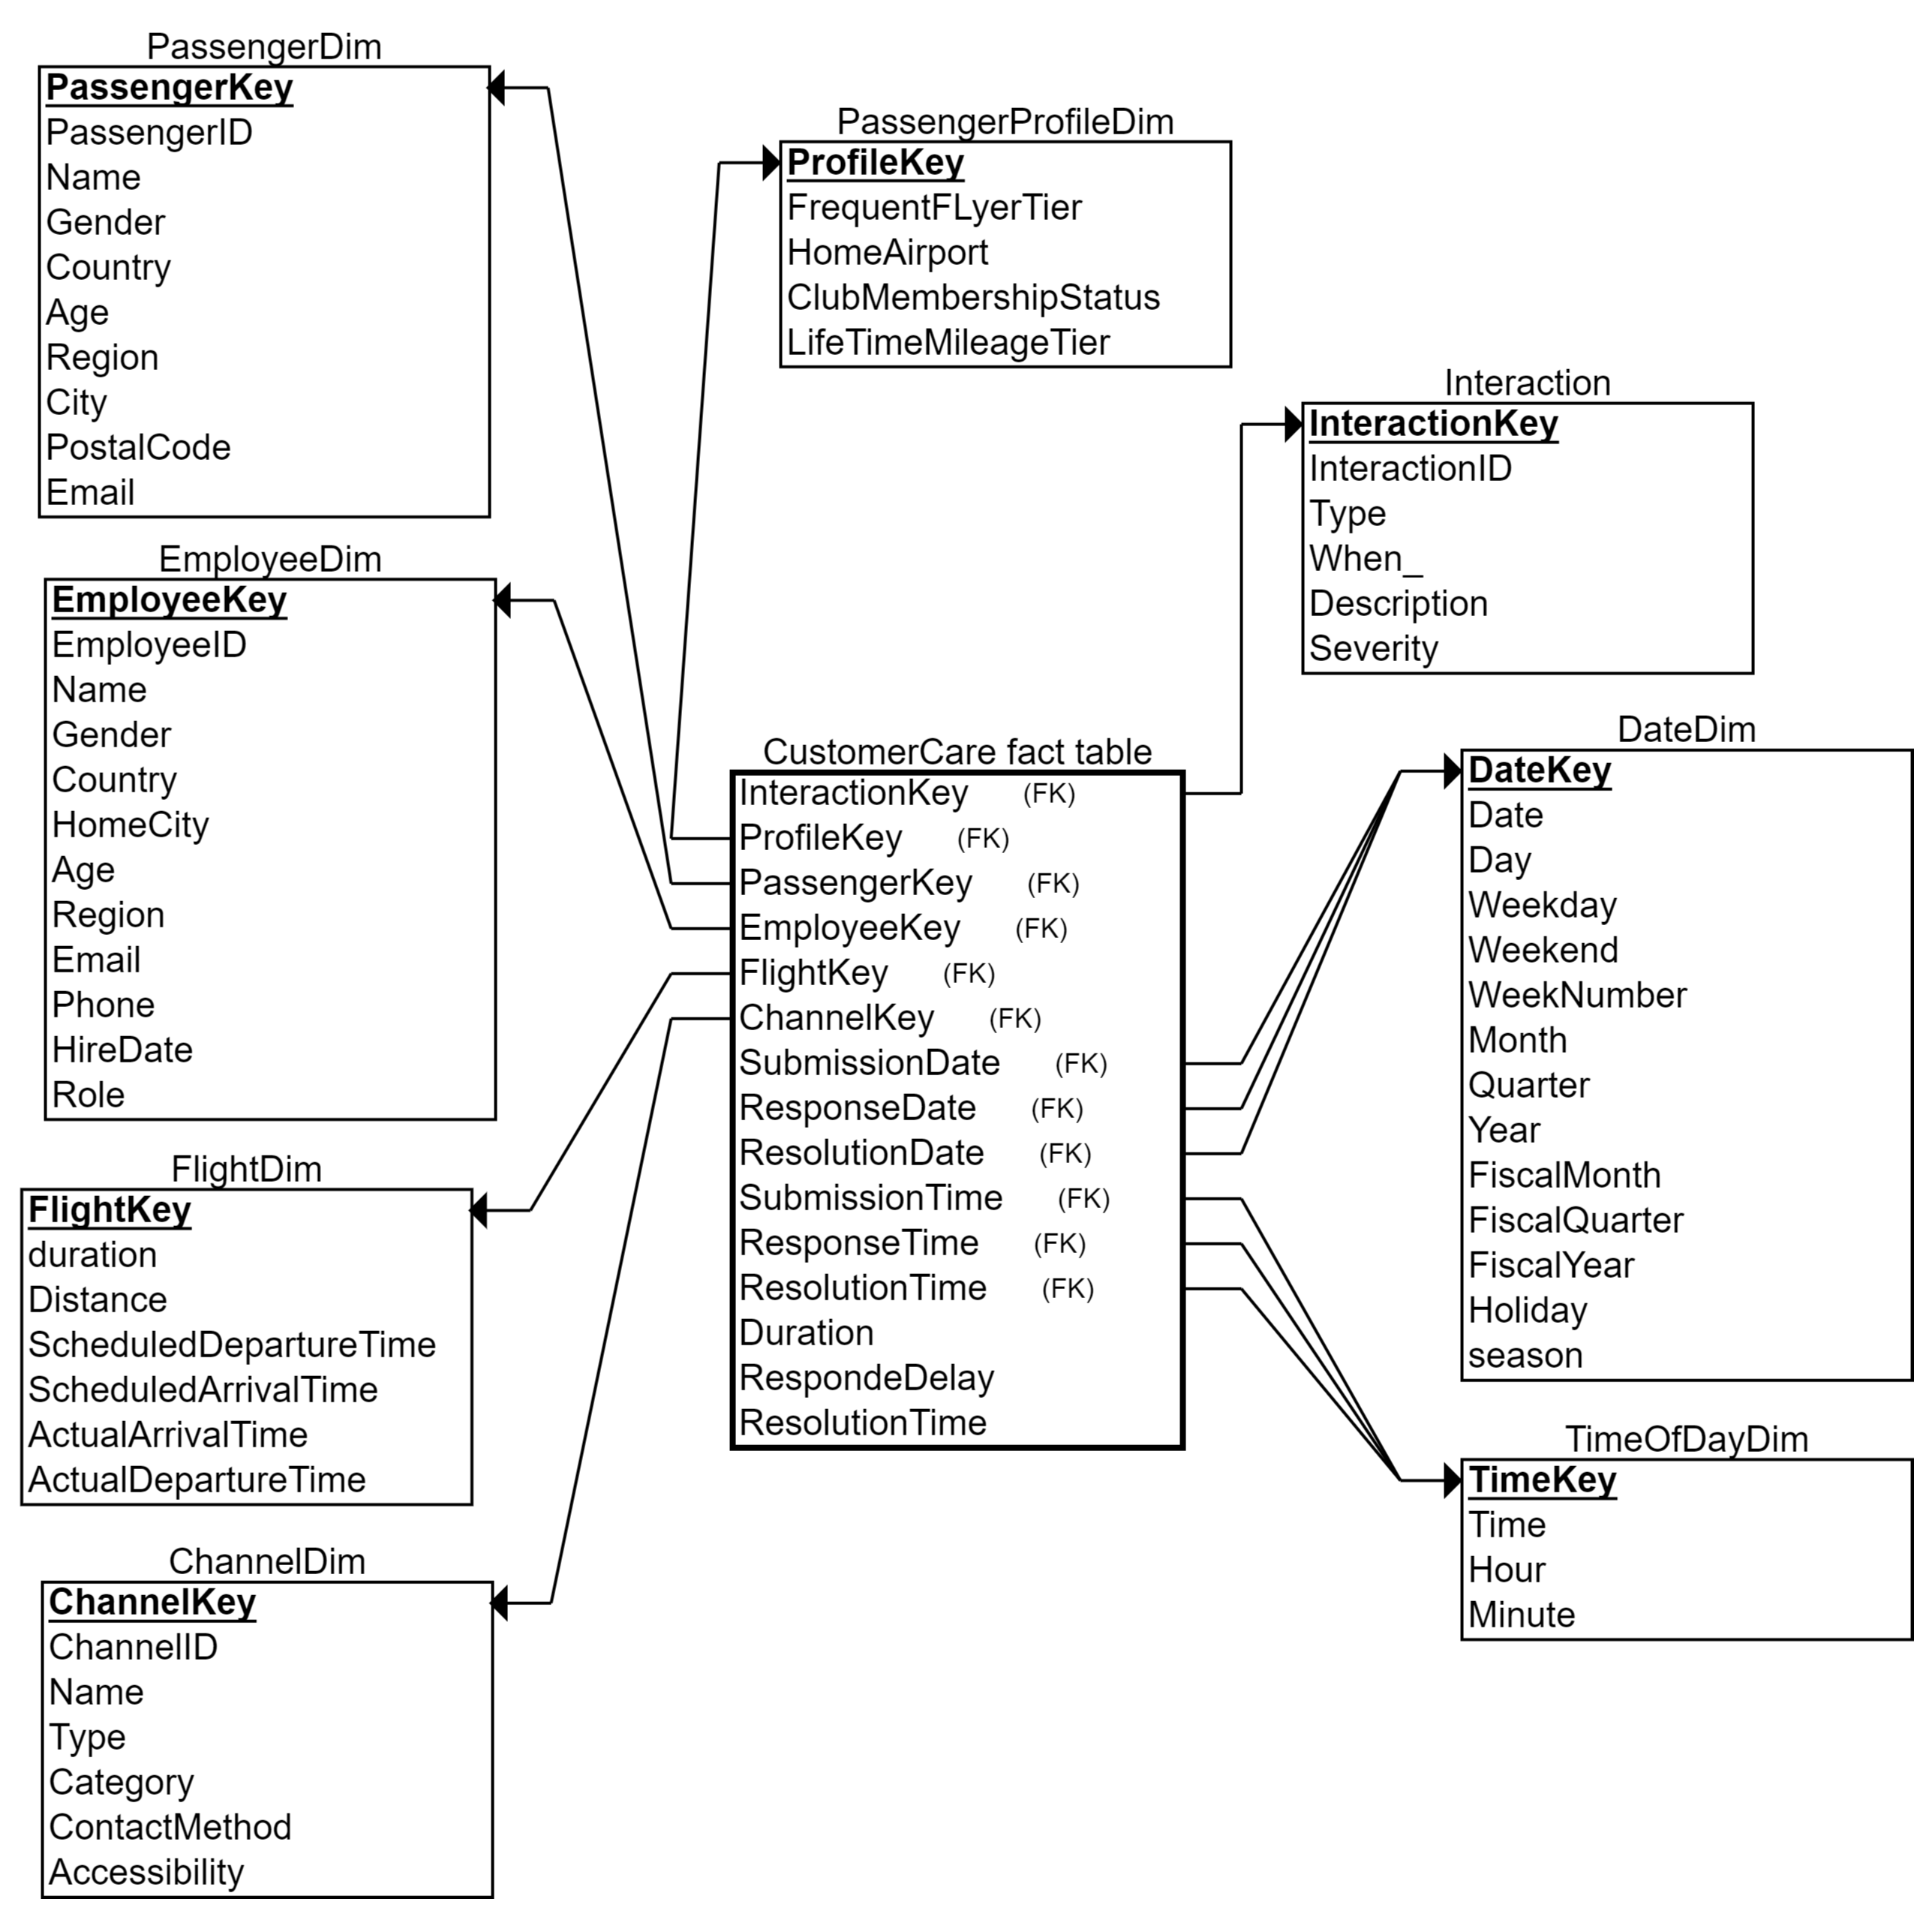 PassengerDim
PassengerKey
PassengerID
Name
Gender
Country
Age
Region
City
PostalCode
Email
PassengerProfileDim
ProfileKey
FrequentFLyerTier
HomeAirport
ClubMembershipStatus
LifeTimeMileageTier
Interaction
InteractionKey
InteractionID
Type
When_
Description
Severity
EmployeeDim
EmployeeKey
EmployeeID
Name
Gender
Country
HomeCity
Age
Region
Email
Phone
HireDate
Role
CustomerCare fact table
InteractionKey (FK)
ProfileKey (FK)
PassengerKey (FK)
EmployeeKey (FK)
FlightKey (FK)
ChannelKey (FK)
SubmissionDate (FK)
ResponseDate (FK)
ResolutionDate (FK)
SubmissionTime (FK)
ResponseTime (FK)
ResolutionTime (FK)
Duration
RespondeDelay
ResolutionTime
DateDim
DateKey
Date
Day
Weekday
Weekend
WeekNumber
Month
Quarter
Year
FiscalMonth
FiscalQuarter
FiscalYear
Holiday
season
FlightDim
FlightKey
duration
Distance
ScheduledDepartureTime
ScheduledArrivalTime
ActualArrivalTime
ActualDepartureTime
TimeOfDayDim
TimeKey
Time
Hour
Minute
ChannelDim
ChannelKey
ChannelID
Name
Type
Category
ContactMethod
Accessibility